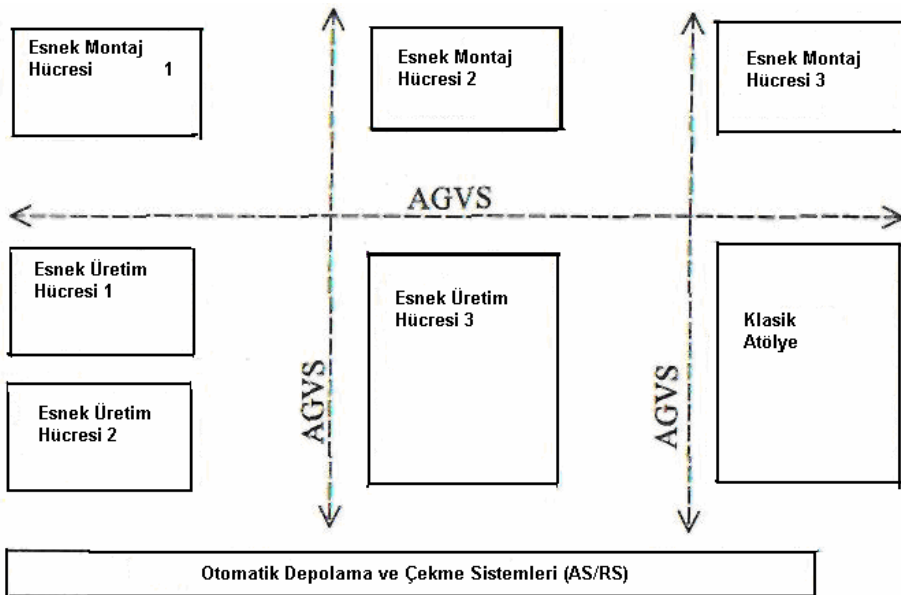 Esnek Montaj
Hücresi 1
Esnek Montaj
Hücresi 2
Esnek Montaj
Hücresi 3
AGVS
Esnek Üretim
Hücresi 1
Esnek Üretim
Hücresi 2
AGVS
Esnek Üretim
Hücresi 3
AGVS
Klasik
Atölye
Otomatik Depolama ve Çekme Sistemleri (AS/RS)